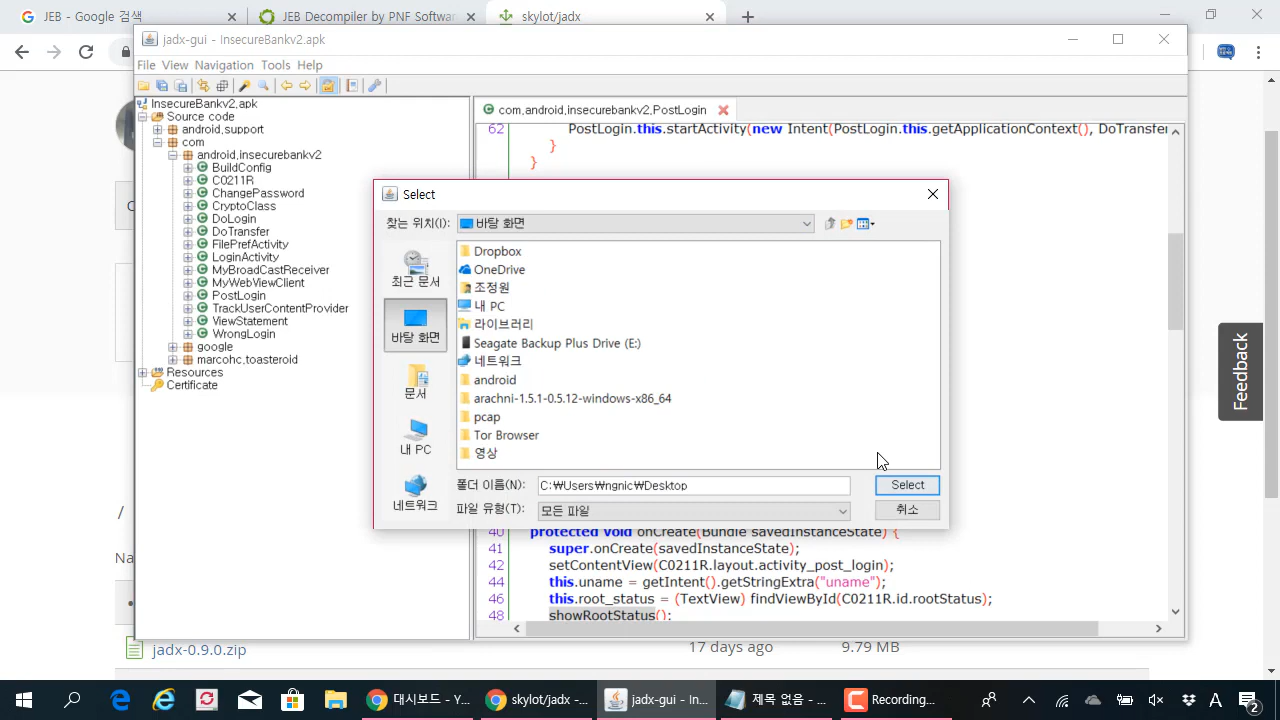 JEB - Google 검색
JEB Decompiler by PNF Softwar
skylot/jadx
jadx-gui - InsecureBankv2.apk
File View Navigation Tools Help
InsecureBankv2.apk
Source code
android.support
com
android.insecurebankv2
BuildConfig
C0211R
ChangePassword
CryptoClass
DoLogin
DoTransfer
FilePrefActivity
LoginActivity
MyBroadCastReceiver
MyWebViewClient
PostLogin
TrackUserContentProvider
ViewStatement
WrongLogin
google
marcohc.toasteroid
Resources
Certificate
com.android.insecurebankv2.PostLogin
62 PostLogin.this.startActivity(new Intent(PostLogin.this.getApplicationContext(), DoTransfer
}
}
Select
찾는 위치(I): 바탕 화면
최근 문서
바탕 화면
문서
내 PC
네트워크
Dropbox
OneDrive
조정원
내 PC
라이브러리
Seagate Backup Plus Drive (E:)
네트워크
android
arachni-1.5.1-0.5.12-windows-x86_64
pcap
Tor Browser
영상
폴더 이름(N): C:₩Users₩ngnic₩Desktop
Select
파일 유형(T): 모든 파일
취소
40 protected void onCreate(Bundle savedInstanceState) {
41 super.onCreate(savedInstanceState);
42 setContentView(C0211R.layout.activity_post_login);
44 this.uname = getIntent().getStringExtra("uname");
46 this.root_status = (TextView) findViewById(C0211R.id.rootStatus);
48 showRootStatus();
Feedback
/
Na
jadx-0.9.0.zip
17 days ago
9.79 MB
대시보드 - Y...
skylot/jadx -...
jadx-gui - In...
제목 없음 - ...
Recording...
A
2